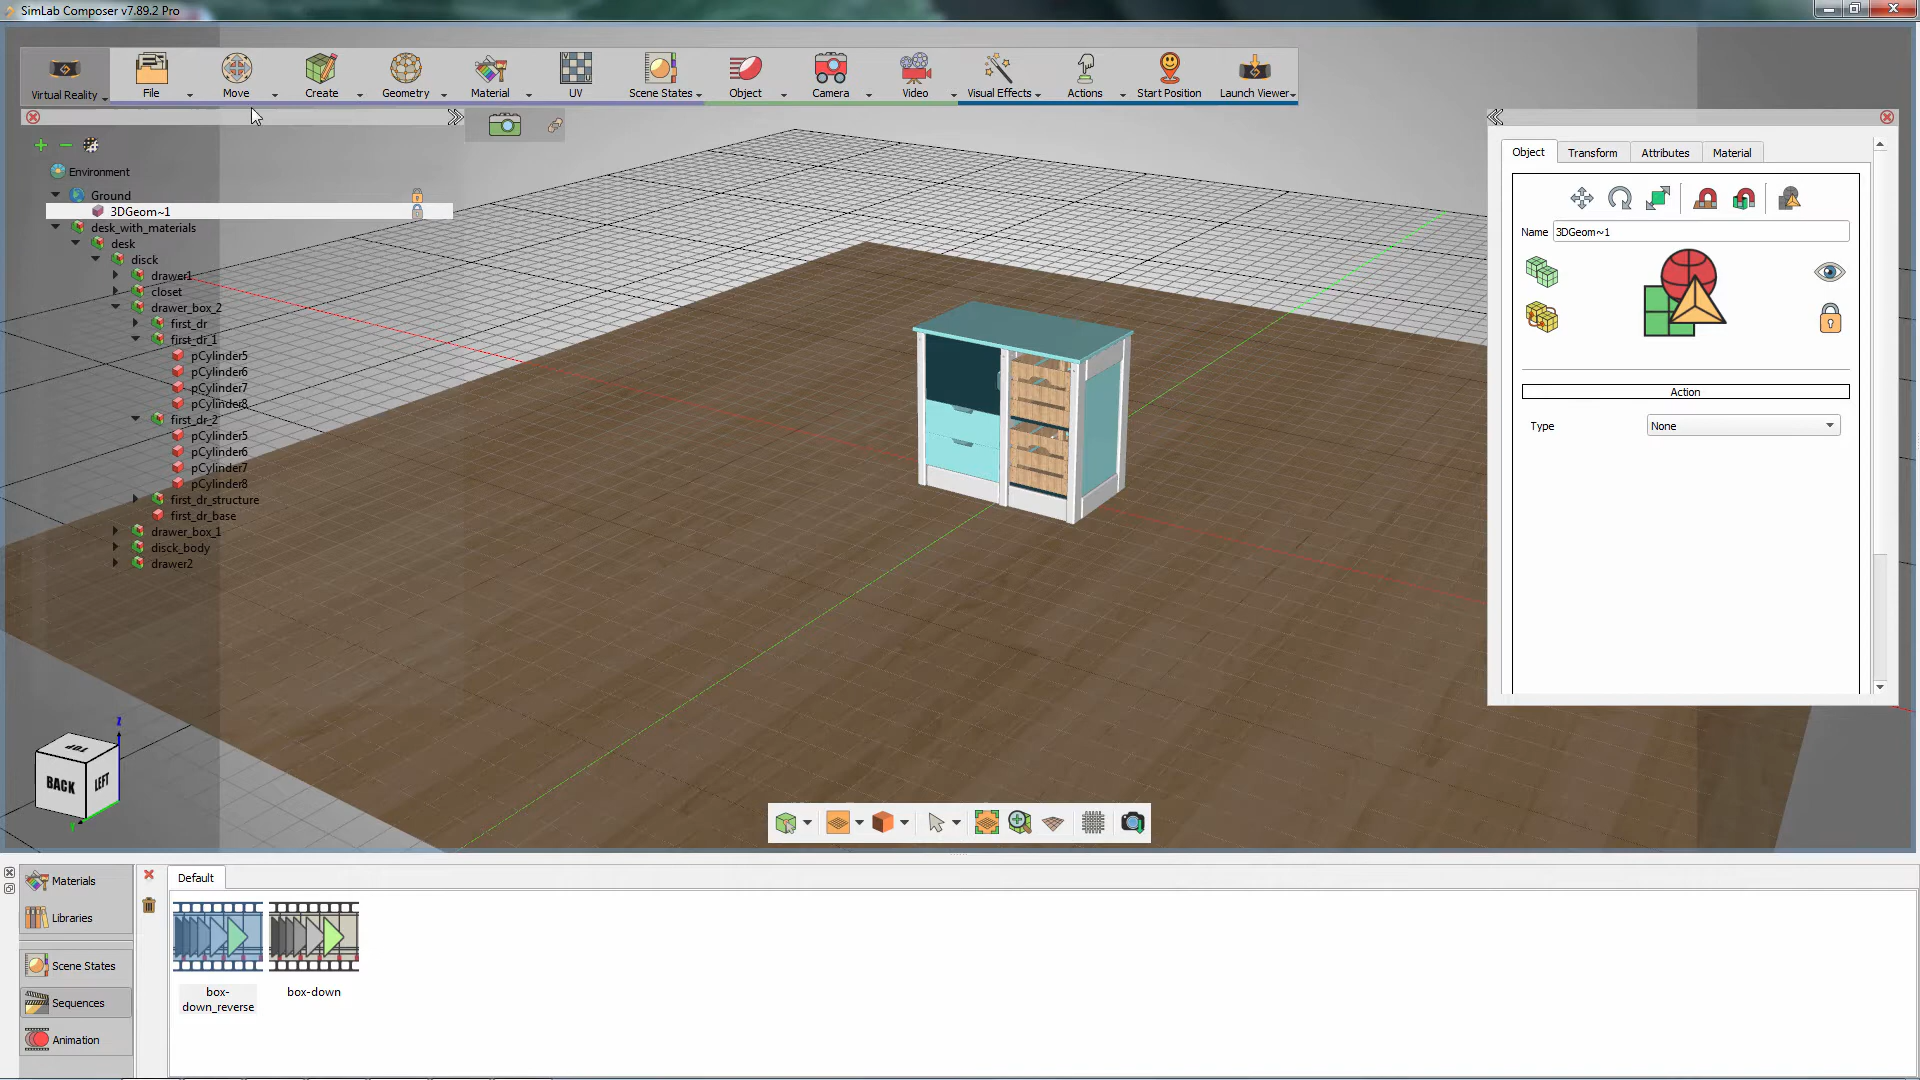 SimLab Composer v7.89.2 Pro
Virtual Reality
File
Move
Create
Geometry
Material
UV
Scene States
Object
Camera
Video
Visual Effects
Actions
Start Position
Launch Viewer
Environment
Ground
3DGeom~1
desk_with_materials
desk
disck
drawer1
closet
drawer_box_2
first_dr
first_dr_1
pCylinder5
pCylinder6
pCylinder7
pCylinder8
first_dr_2
pCylinder5
pCylinder6
pCylinder7
pCylinder8
first_dr_structure
first_dr_base
drawer_box_1
disck_body
drawer2
Object
Transform
Attributes
Material
Name
3DGeom~1
Action
Type
None
TOP
BACK
LEFT
Z
Y
Materials
Libraries
Scene States
Sequences
Animation
Default
box-
down_reverse
box-down